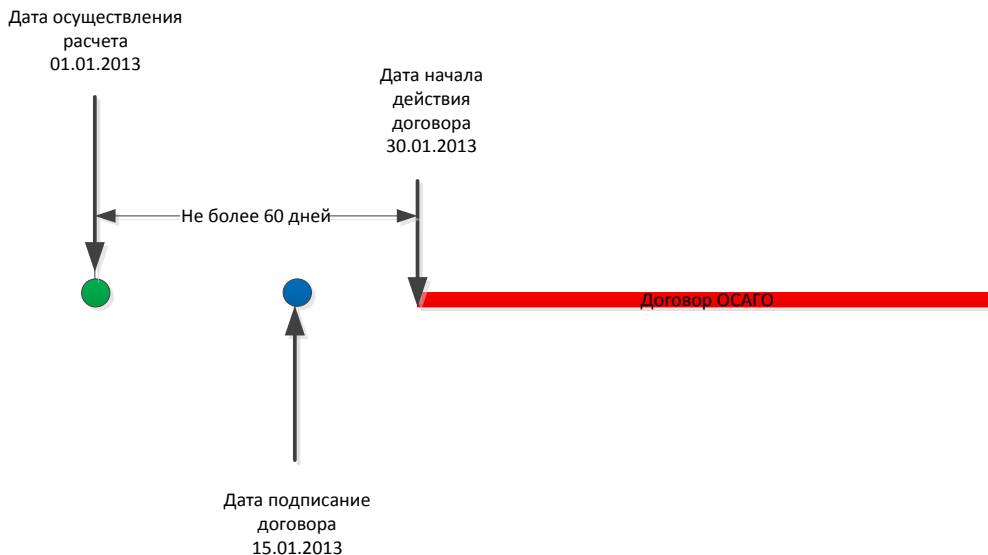 Дата осуществления
расчета
01.01.2013
Дата начала
действия
договора
30.01.2013
Не более 60 дней
Договор ОСАГО
Дата подписание
договора
15.01.2013